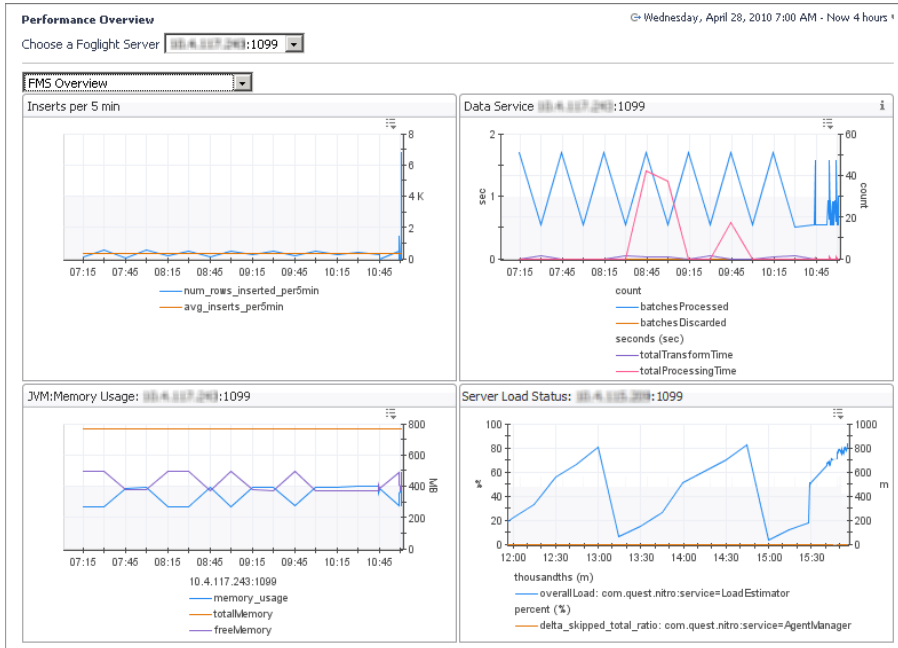 Performance Overview
Wednesday, April 28, 2010 7:00 AM - Now 4 hours
Choose a Foglight Server :1099
FMS Overview
Inserts per 5 min
8
6
4 K
2
0
07:15 07:45 08:15 08:45 09:15 09:45 10:15 10:45
num_rows_inserted_per5min
avg_inserts_per5min
Data Service :1099
i
2
1
0
sec
60
40
20
0
count
07:15 07:45 08:15 08:45 09:15 09:45 10:15 10:45
count
batchesProcessed
batchesDiscarded
seconds (sec)
totalTransformTime
totalProcessingTime
JVM:Memory Usage: :1099
800
600
400
200
0
MB
07:15 07:45 08:15 08:45 09:15 09:45 10:15 10:45
10.4.117.243:1099
memory_usage
totalMemory
freeMemory
Server Load Status: :1099
100
80
60
40
20
0
%
1000
800
600
400
200
0
m
12:00 12:30 13:00 13:30 14:00 14:30 15:00 15:30
thousandths (m)
overallLoad: com.quest.nitro:service=LoadEstimator
percent (%)
delta_skipped_total_ratio: com.quest.nitro:service=AgentManager